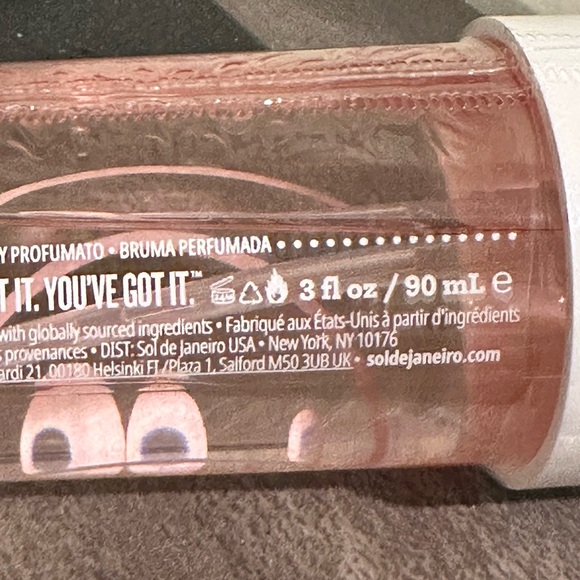 PROFUMATO • BRUMA PERFUMADA
IT. YOU'VE GOT IT.™ 24M 3 fl oz / 90 mL e
with globally sourced ingredients • Fabriqué aux États-Unis à partir d'ingrédients
provenances • DIST: Sol de Janeiro USA • New York, NY 10176
21, 00180 Helsinki FI /Plaza 1, Salford M50 3UB UK • soldejaneiro.com